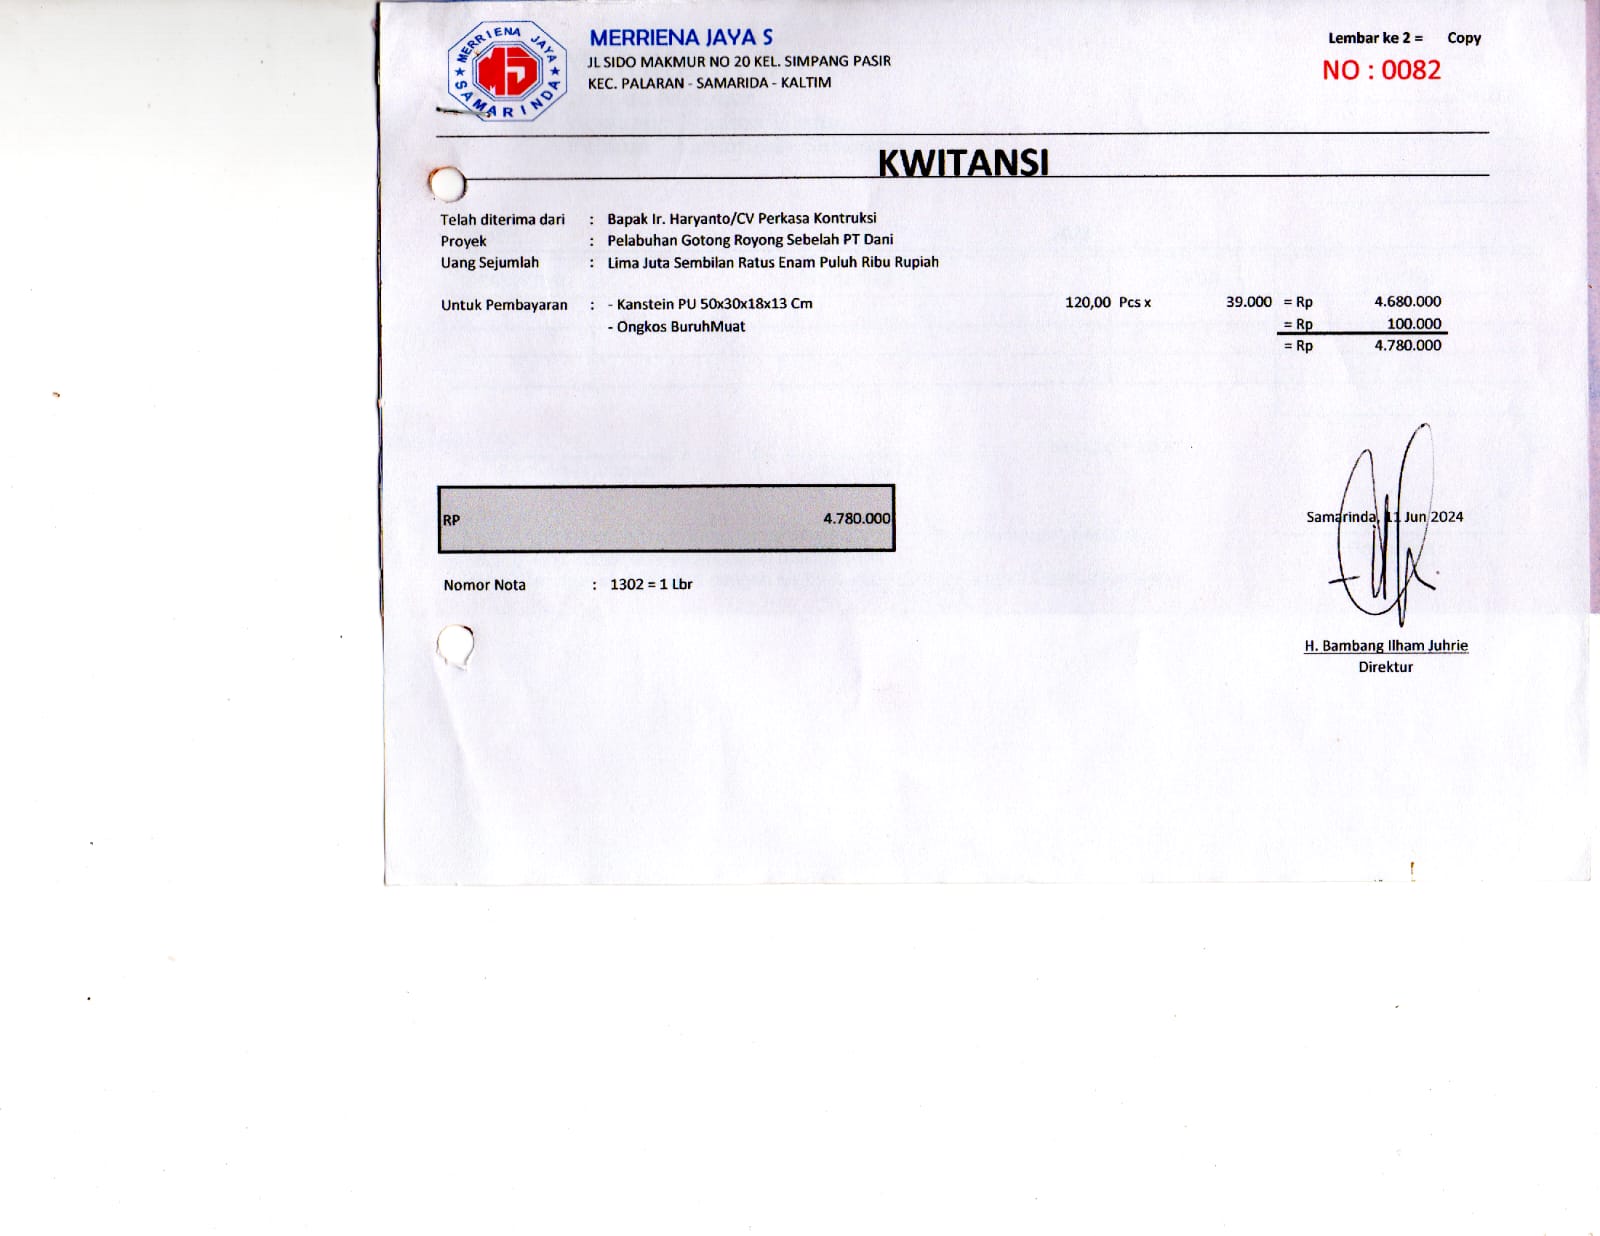 MERRIENA JAYA
SAMARINDA
MERRIENA JAYA S
JL SIDO MAKMUR NO 20 KEL. SIMPANG PASIR
KEC. PALARAN - SAMARIDA - KALTIM
Lembar ke 2 = Copy
NO : 0082
KWITANSI
Telah diterima dari : Bapak Ir. Haryanto/CV Perkasa Kontruksi
Proyek : Pelabuhan Gotong Royong Sebelah PT Dani
Uang Sejumlah : Lima Juta Sembilan Ratus Enam Puluh Ribu Rupiah
Untuk Pembayaran : - Kanstein PU 50x30x18x13 Cm 120,00 Pcs x 39.000 = Rp 4.680.000
- Ongkos BuruhMuat = Rp 100.000
= Rp 4.780.000
RP 4.780.000
Samarinda, 11 Jun 2024
Nomor Nota : 1302 = 1 Lbr
H. Bambang Ilham Juhrie
Direktur